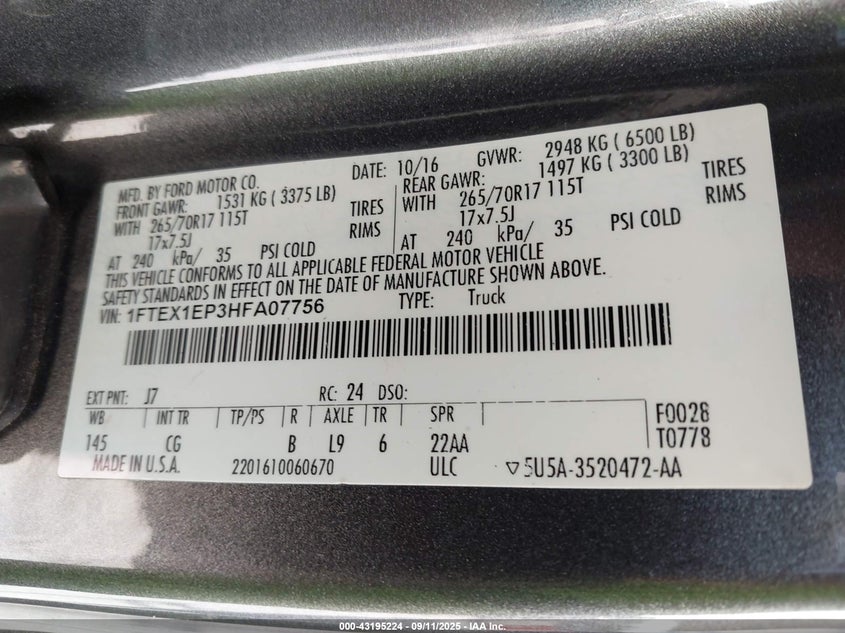 MFD. BY FORD MOTOR CO. DATE: 10/16 GVWR: 2948 KG ( 6500 LB)
FRONT GAWR: 1531 KG ( 3375 LB) REAR GAWR: 1497 KG ( 3300 LB)
WITH 265/70R17 115T TIRES WITH 265/70R17 115T TIRES
17x7.5J RIMS 17x7.5J RIMS
AT 240 kPa/ 35 PSI COLD AT 240 kPa/ 35 PSI COLD
THIS VEHICLE CONFORMS TO ALL APPLICABLE FEDERAL MOTOR VEHICLE
SAFETY STANDARDS IN EFFECT ON THE DATE OF MANUFACTURE SHOWN ABOVE.
VIN: 1FTEX1EP3HFA07756 TYPE: Truck
EXT PNT: J7 RC: 24 DSO:
WB INT TR TP/PS R AXLE TR SPR F0028
145 CG B L9 6 22AA T0778
MADE IN U.S.A. 2201610060670 ULC ▽5U5A-3520472-AA
000-43195224 - 09/11/2025 - IAA Inc.